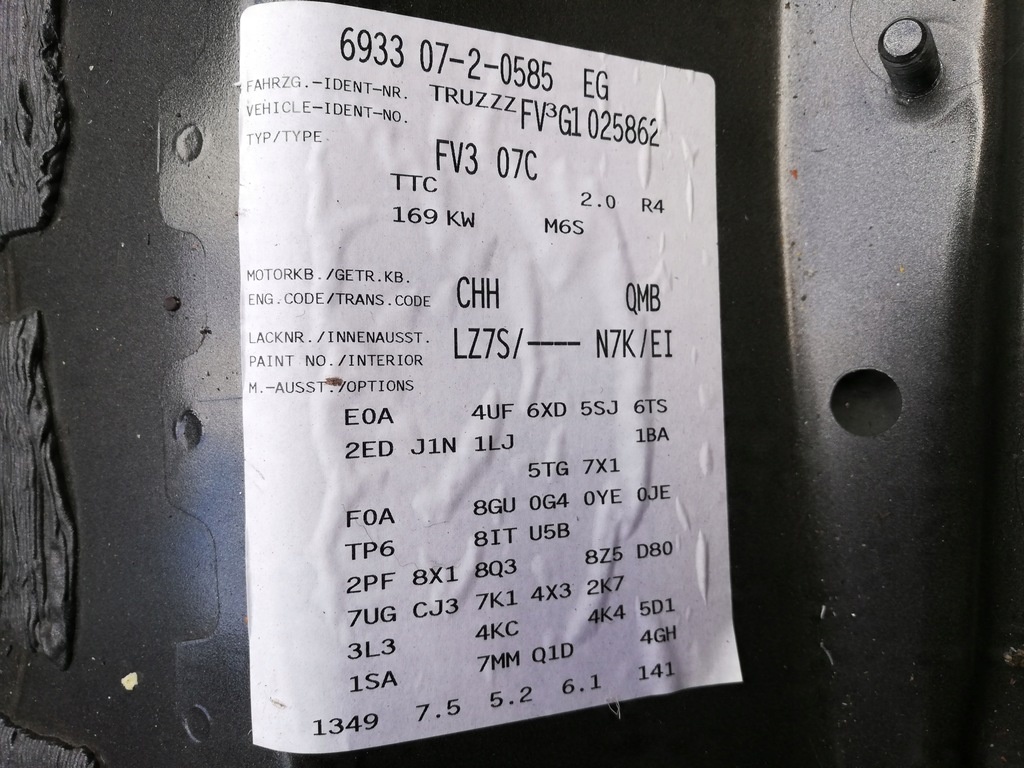 6933 07-2-0585 EG
FAHRZG.-IDENT-NR. TRUZZZFV3G1025862
VEHICLE-IDENT-NO.
TYP/TYPE
FV3 07C
TTC 2.0 R4
169 KW M6S
MOTORKB./GETR.KB.
ENG.CODE/TRANS.CODE CHH QMB
LACKNR./INNENAUSST. LZ7S/---- N7K/EI
PAINT NO./INTERIOR
M.-AUSST./OPTIONS
E0A 4UF 6XD 5SJ 6TS
2ED J1N 1LJ 1BA
5TG 7X1
F0A 8GU 0G4 0YE 0JE
TP6 8IT U5B
2PF 8X1 8Q3 8Z5 D80
7UG CJ3 7K1 4X3 2K7
3L3 4KC 4K4 5D1
1SA 7MM Q1D 4GH
1349 7.5 5.2 6.1 141